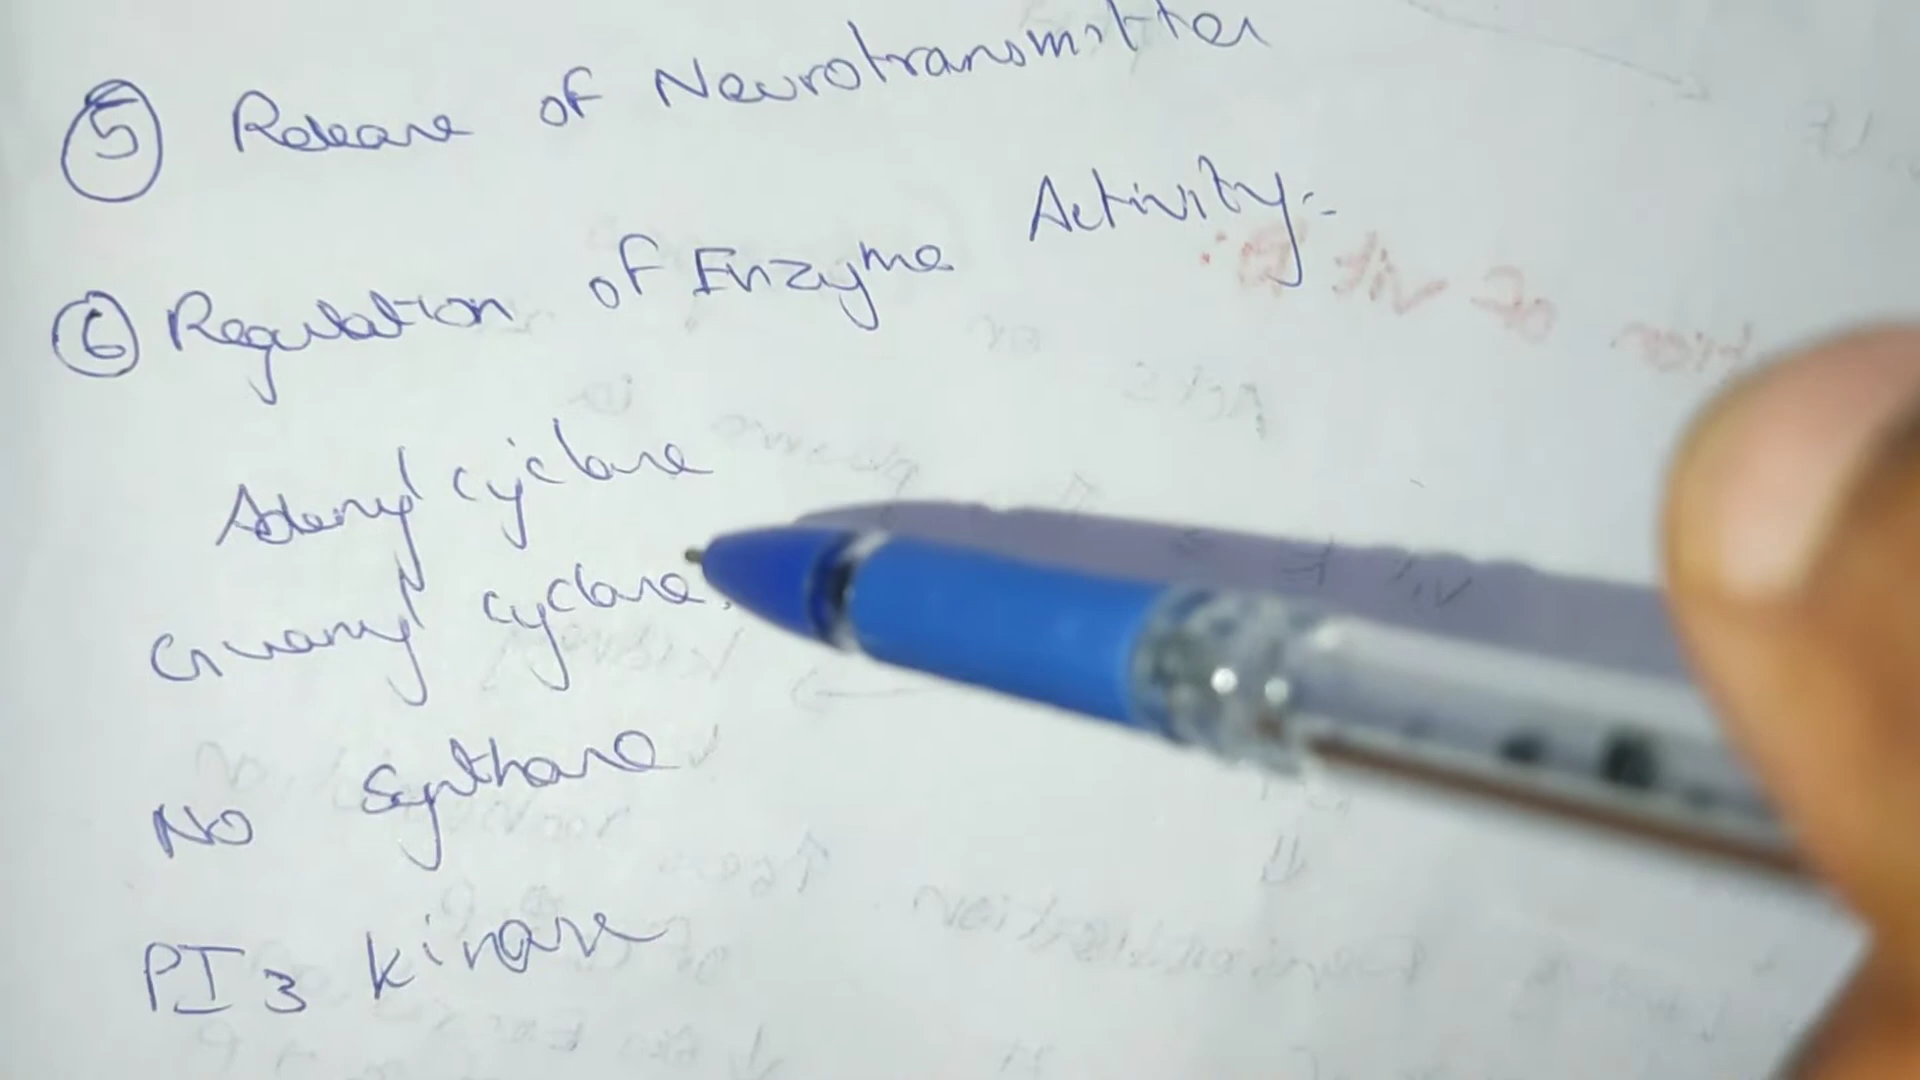 ⑤ Release of Neurotransmitter
⑥ Regulation of Enzyme Activity:-
Adenyl cyclase
Guanyl cyclase.
NO Synthase
PI3 kinase